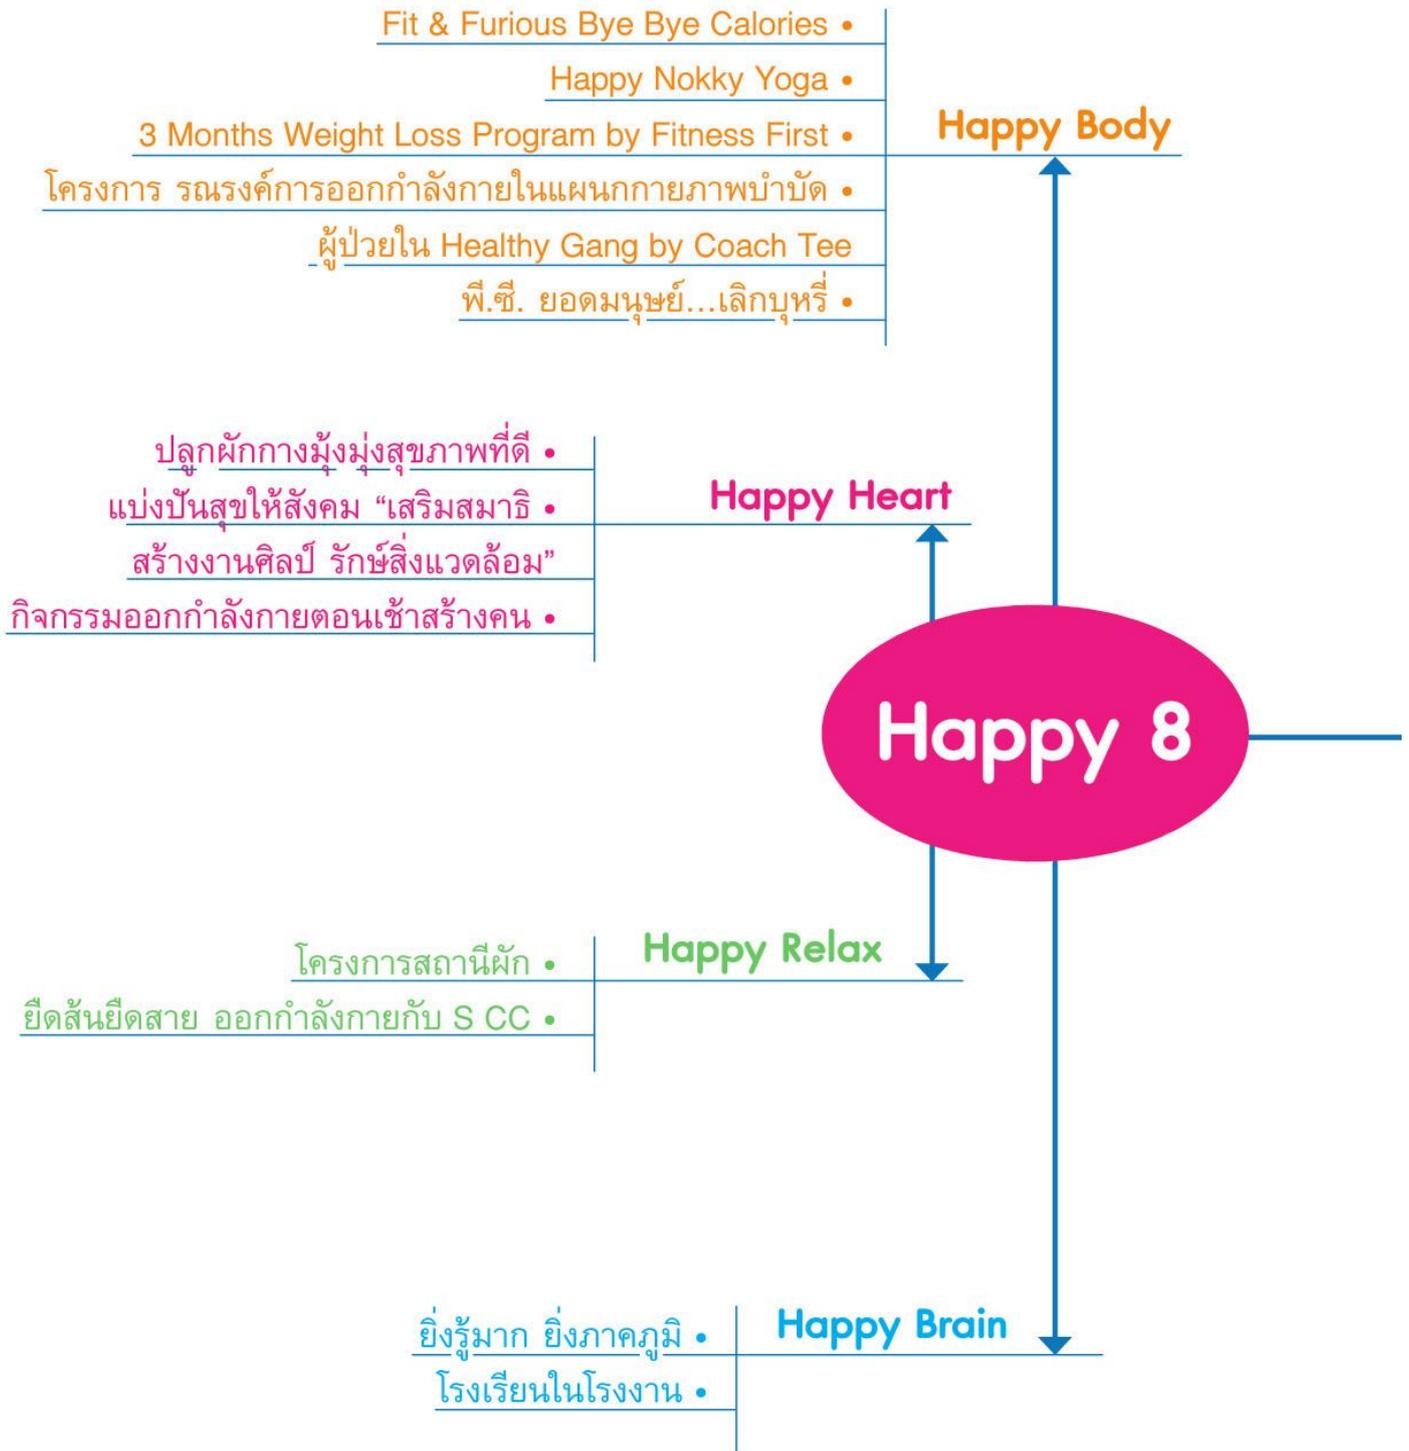 Fit & Furious Bye Bye Calories •
Happy Nokky Yoga •
3 Months Weight Loss Program by Fitness First •
Happy Body
โครงการ รณรงค์การออกกำลังกายในแผนกกายภาพบำบัด •
ผู้ป่วยใน Healthy Gang by Coach Tee
พี.ซี. ยอดมนุษย์...เลิกบุหรี่ •
ปลูกผักกางมุ้งมุ่งสุขภาพที่ดี •
Happy Heart
แบ่งปันสุขให้สังคม “เสริมสมาธิ •
สร้างงานศิลป์ รักษ์สิ่งแวดล้อม”
กิจกรรมออกกำลังกายตอนเช้าสร้างคน •
Happy 8
Happy Relax
โครงการสถานีผัก •
ยืดส้นยืดสาย ออกกำลังกายกับ S CC •
Happy Brain
ยิ่งรู้มาก ยิ่งภาคภูมิ •
โรงเรียนในโรงงาน •